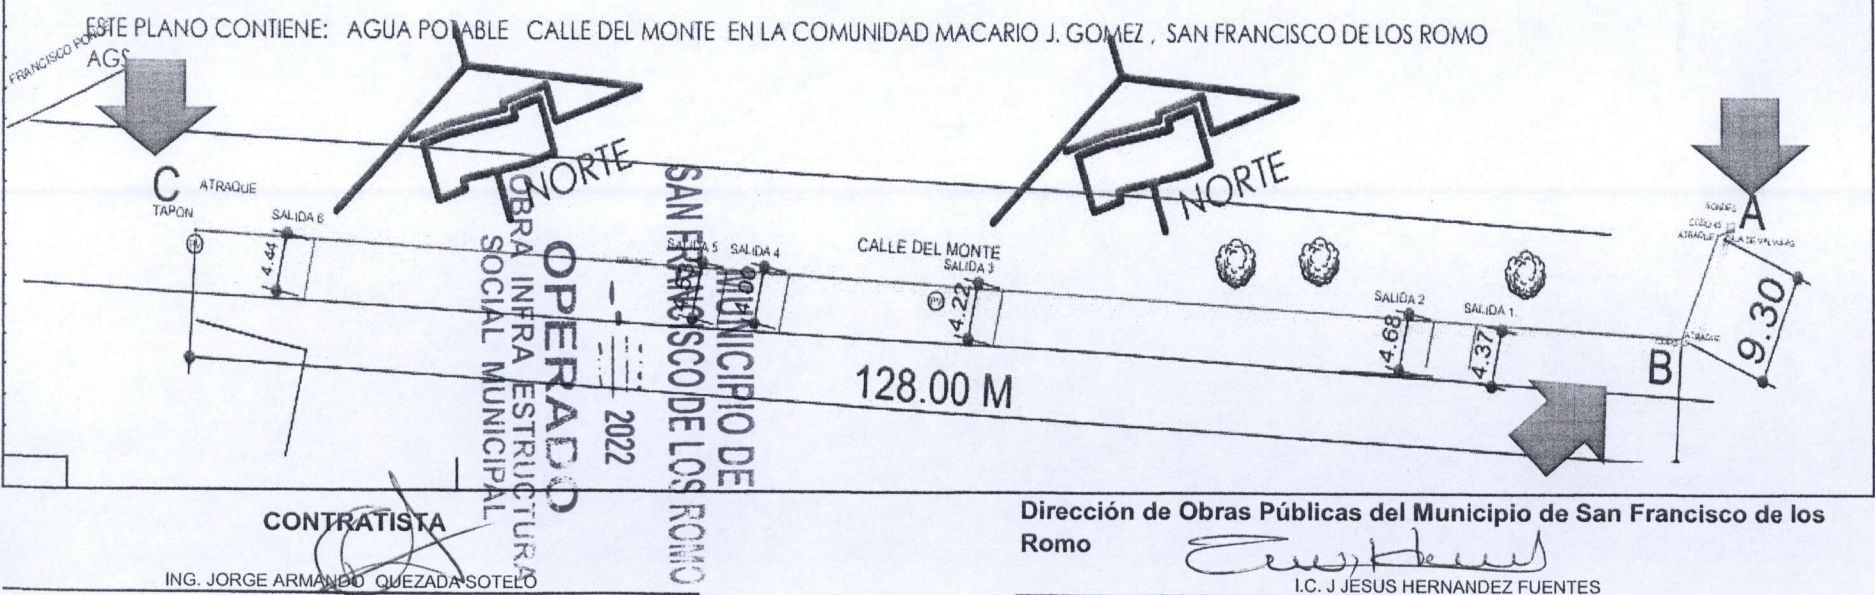 ESTE PLANO CONTIENE: AGUA POTABLE CALLE DEL MONTE EN LA COMUNIDAD MACARIO J. GOMEZ , SAN FRANCISCO DE LOS ROMO
AGS
FRANCISCO
NORTE
NORTE
C ATRAQUE
TAPON
SALIDA 6
4.44
SALIDA 5
SALIDA 4
4.00
CALLE DEL MONTE
SALIDA 3
4.22
SALIDA 2
4.68
SALIDA 1
4.37
A
ATRAQUE
B
9.30
128.00 M
MUNICIPIO DE
SAN FRANCISCO DE LOS ROMO
2022
OPERADO
OBRA INFRA ESTRUCTURA
SOCIAL MUNICIPAL
CONTRATISTA
ING. JORGE ARMANDO QUEZADA SOTELO
Dirección de Obras Públicas del Municipio de San Francisco de los
Romo
I.C. J JESUS HERNANDEZ FUENTES